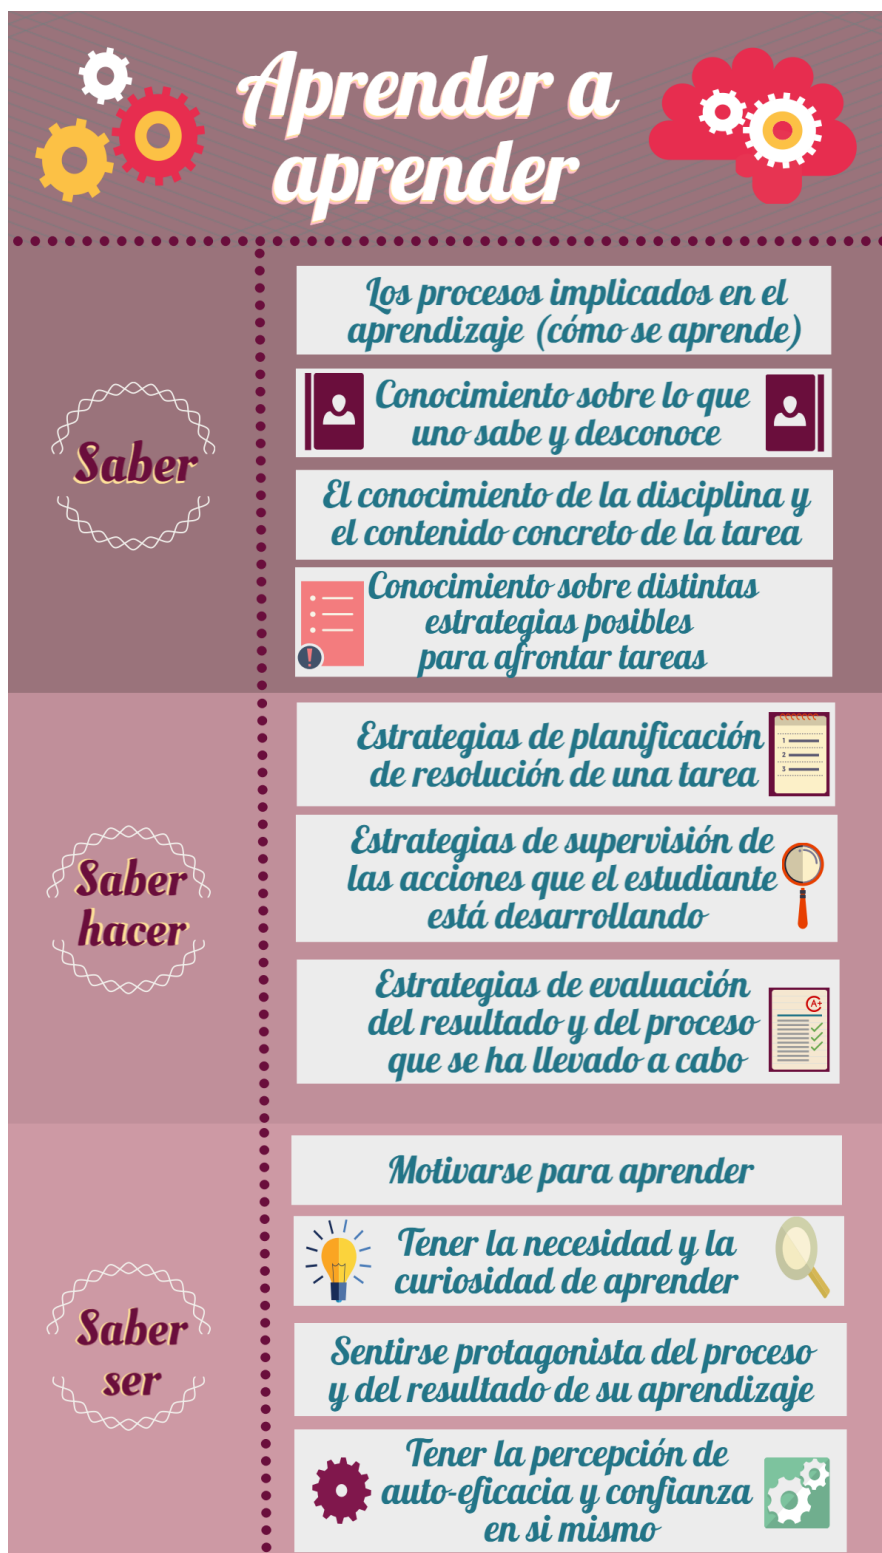 Aprender a
aprender
Saber
Los procesos implicados en el
aprendizaje (cómo se aprende)
Conocimiento sobre lo que
uno sabe y desconoce
El conocimiento de la disciplina y
el contenido concreto de la tarea
Conocimiento sobre distintas
estrategias posibles
para afrontar tareas
Saber
hacer
Estrategias de planificación
de resolución de una tarea
1
2
3
Estrategias de supervisión de
las acciones que el estudiante
está desarrollando
Estrategias de evaluación
del resultado y del proceso
que se ha llevado a cabo
A+
Saber
ser
Motivarse para aprender
Tener la necesidad y la
curiosidad de aprender
Sentirse protagonista del proceso
y del resultado de su aprendizaje
Tener la percepción de
auto-eficacia y confianza
en si mismo